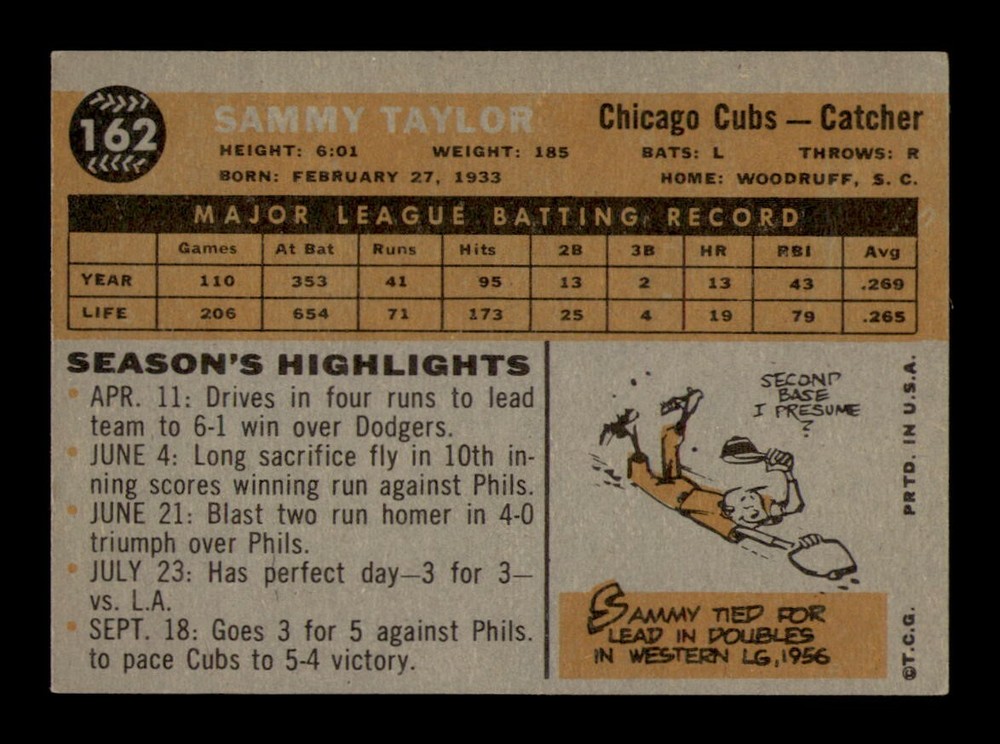 162
SAMMY TAYLOR Chicago Cubs — Catcher
HEIGHT: 6:01 WEIGHT: 185 BATS: L THROWS: R
BORN: FEBRUARY 27, 1933 HOME: WOODRUFF, S. C.
MAJOR LEAGUE BATTING RECORD
Games At Bat Runs Hits 2B 3B HR RBI Avg
YEAR 110 353 41 95 13 2 13 43 .269
LIFE 206 654 71 173 25 4 19 79 .265
SEASON'S HIGHLIGHTS
• APR. 11: Drives in four runs to lead
team to 6-1 win over Dodgers.
• JUNE 4: Long sacrifice fly in 10th in-
ning scores winning run against Phils.
• JUNE 21: Blast two run homer in 4-0
triumph over Phils.
• JULY 23: Has perfect day—3 for 3—
vs. L.A.
• SEPT. 18: Goes 3 for 5 against Phils.
to pace Cubs to 5-4 victory.
SECOND
BASE
I PRESUME
?
SAMMY TIED FOR
LEAD IN DOUBLES
IN WESTERN LG, 1956
©T.C.G. PRTD. IN U.S.A.